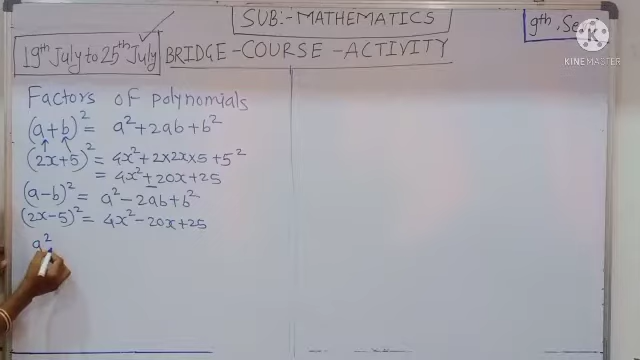 SUB:- MATHEMATICS
9th, Se
KINEMASTER
19th July to 25th July BRIDGE-COURSE-ACTIVITY
Factors of polynomials
(a+b)² = a²+2ab+b²
(2x+5)² = 4x²+2×2x×5+5²
= 4x²+20x+25
(a-b)² = a²-2ab+b²
(2x-5)² = 4x²-20x+25
a²